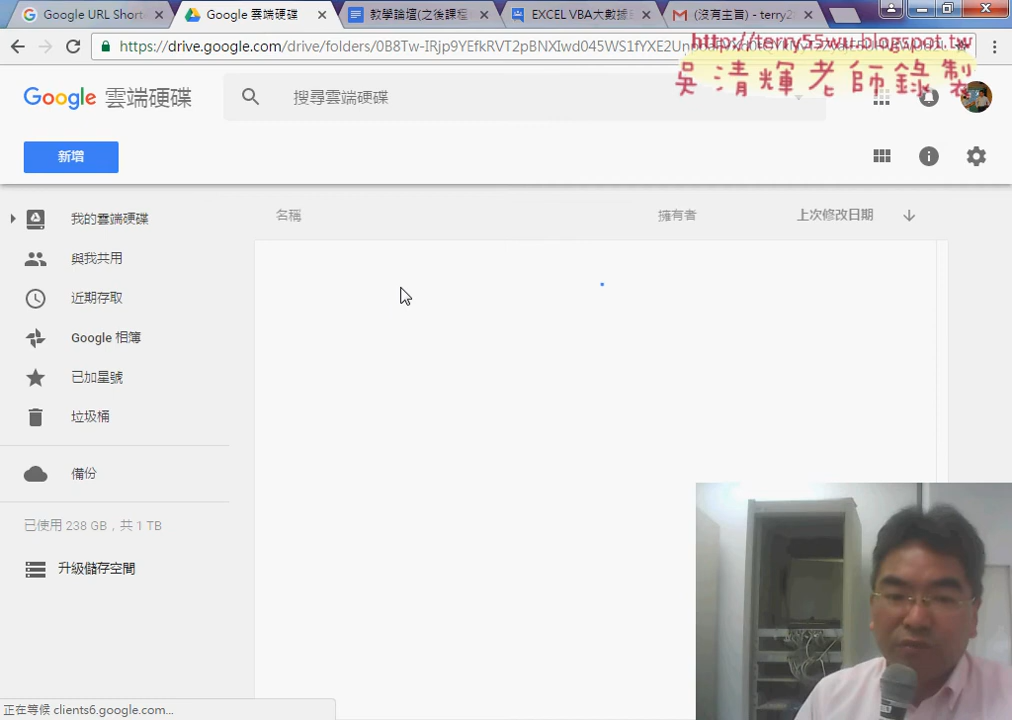 Google URL Short
Google 雲端硬碟
教學論壇(之後課程
EXCEL VBA大數據
(沒有主旨) - terry2
https://drive.google.com/drive/folders/0B8Tw-IRjp9YEfkRVT2pBNXIwd045WS1fYXE2Un
http://terry55wu.blogspot.tw
吳清輝老師錄製
Google 雲端硬碟
搜尋雲端硬碟
新增
我的雲端硬碟
名稱
擁有者
上次修改日期
與我共用
近期存取
Google 相簿
已加星號
垃圾桶
備份
已使用 238 GB，共 1 TB
升級儲存空間
正在等候 clients6.google.com...